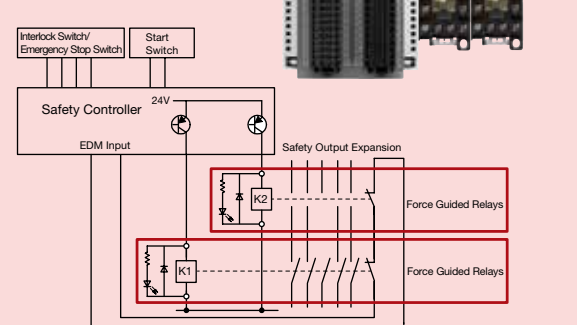 Interlock Switch/
Emergency Stop Switch
Start
Switch
24V
Safety Controller
EDM Input
Safety Output Expansion
K2
Force Guided Relays
K1
Force Guided Relays